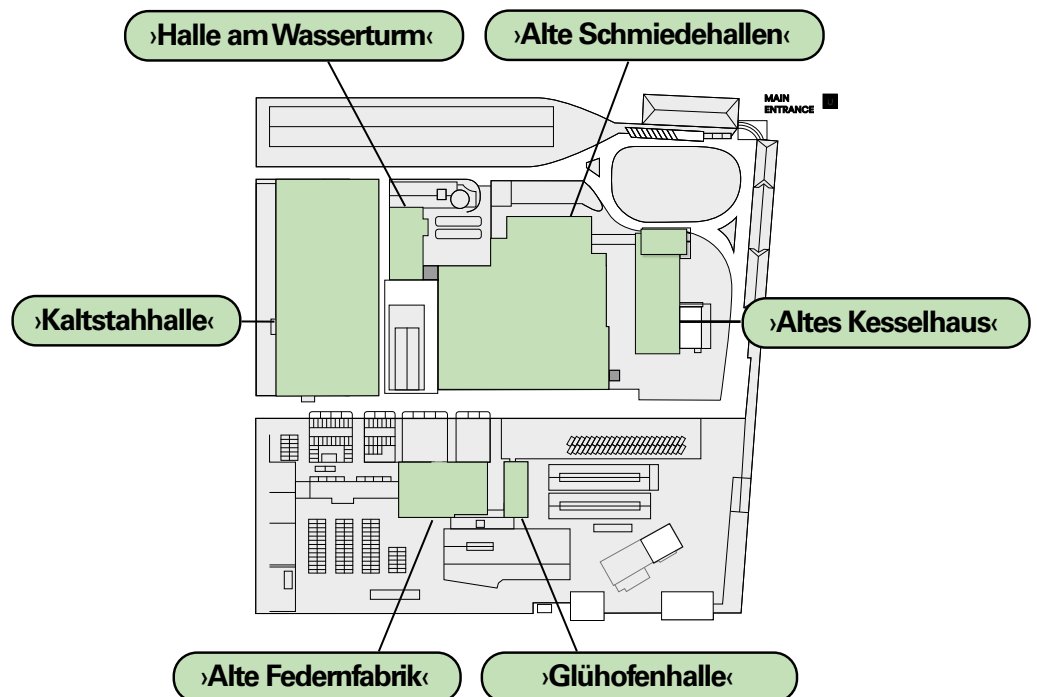 ›Halle am Wasserturm‹
›Alte Schmiedehallen‹
MAIN
ENTRANCE
›Kaltstahhalle‹
›Altes Kesselhaus‹
›Alte Federnfabrik‹
›Glühofenhalle‹